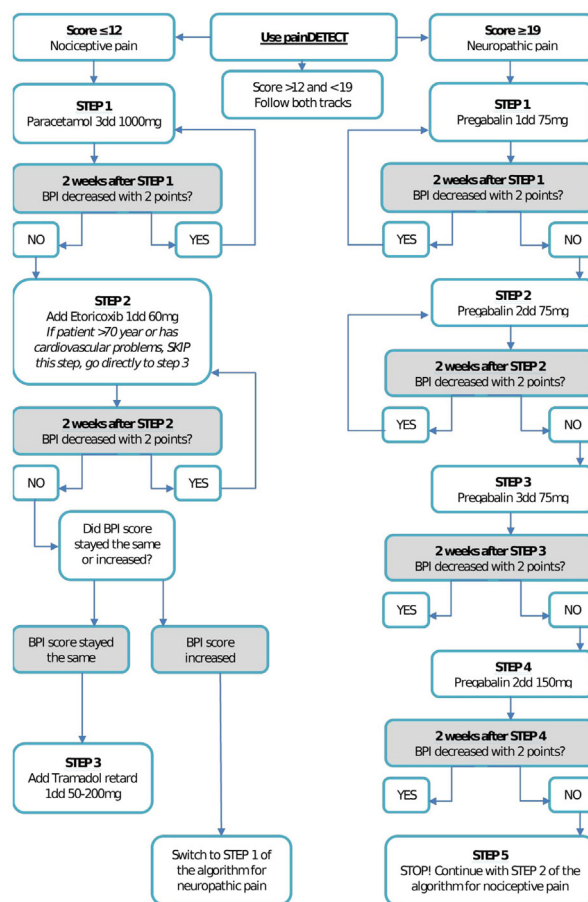 Score ≤ 12
Nociceptive pain
Use painDETECT
Score ≥ 19
Neuropathic pain
Score >12 and <19
Follow both tracks
STEP 1
Paracetamol 3dd 1000mg
2 weeks after STEP 1
BPI decreased with 2 points?
NO
YES
STEP 2
Add Etoricoxib 1dd 60mg
If patient >70 year or has
cardiovascular problems, SKIP
this step, go directly to step 3
2 weeks after STEP 2
BPI decreased with 2 points?
NO
YES
Did BPI score
stayed the same
or increased?
BPI score stayed
the same
BPI score
increased
STEP 3
Add Tramadol retard
1dd 50-200mg
Switch to STEP 1 of
the algorithm for
neuropathic pain
STEP 1
Pregabalin 1dd 75mg
2 weeks after STEP 1
BPI decreased with 2 points?
YES
NO
STEP 2
Pregabalin 2dd 75mg
2 weeks after STEP 2
BPI decreased with 2 points?
YES
NO
STEP 3
Pregabalin 3dd 75mg
2 weeks after STEP 3
BPI decreased with 2 points?
YES
NO
STEP 4
Pregabalin 2dd 150mg
2 weeks after STEP 4
BPI decreased with 2 points?
YES
NO
STEP 5
STOP! Continue with STEP 2 of the
algorithm for nociceptive pain